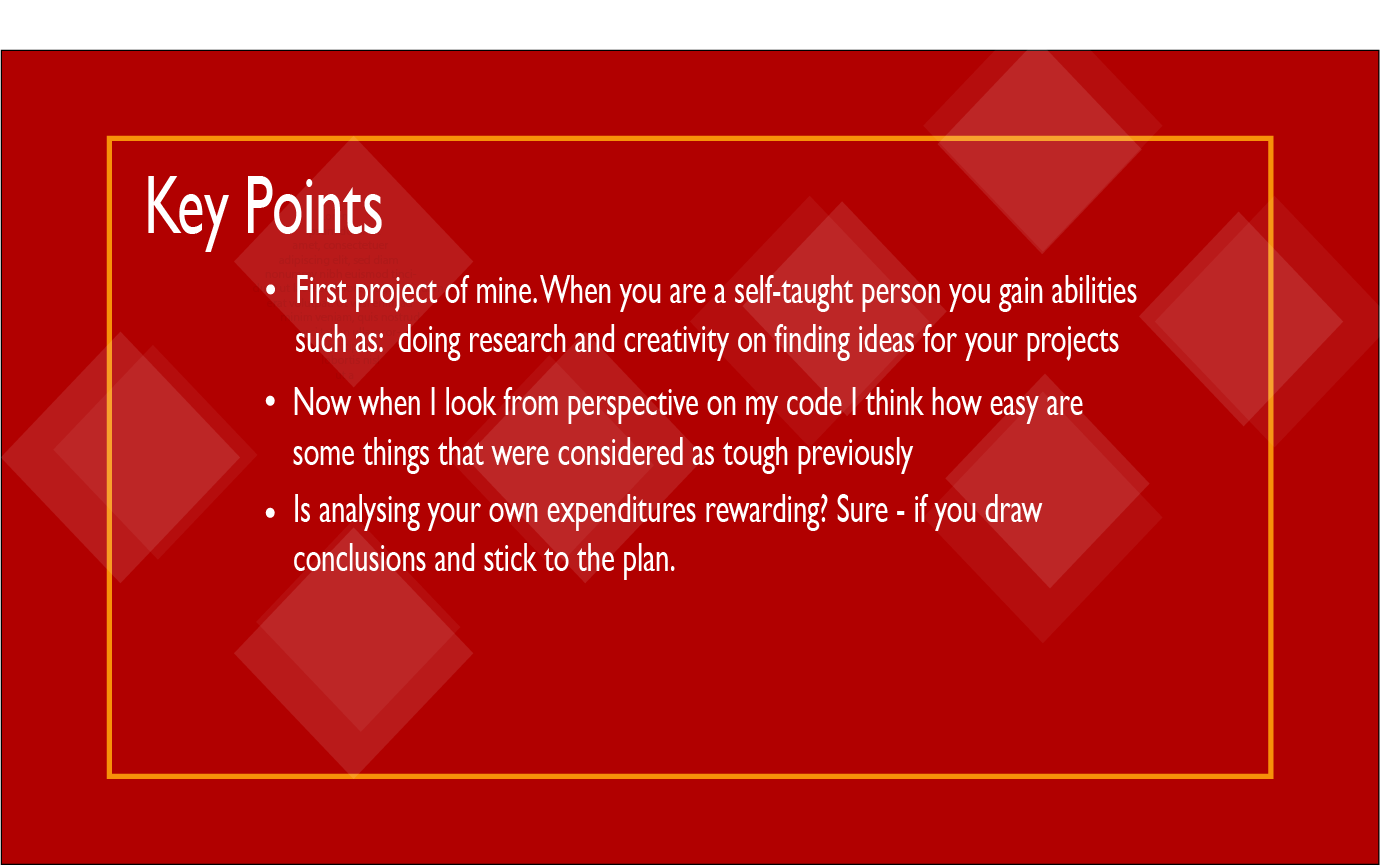 Key Points
• First project of mine. When you are a self-taught person you gain abilities
such as:  doing research and creativity on finding ideas for your projects
• Now when I look from perspective on my code I think how easy are
some things that were considered as tough previously
• Is analysing your own expenditures rewarding? Sure - if you draw
conclusions and stick to the plan.